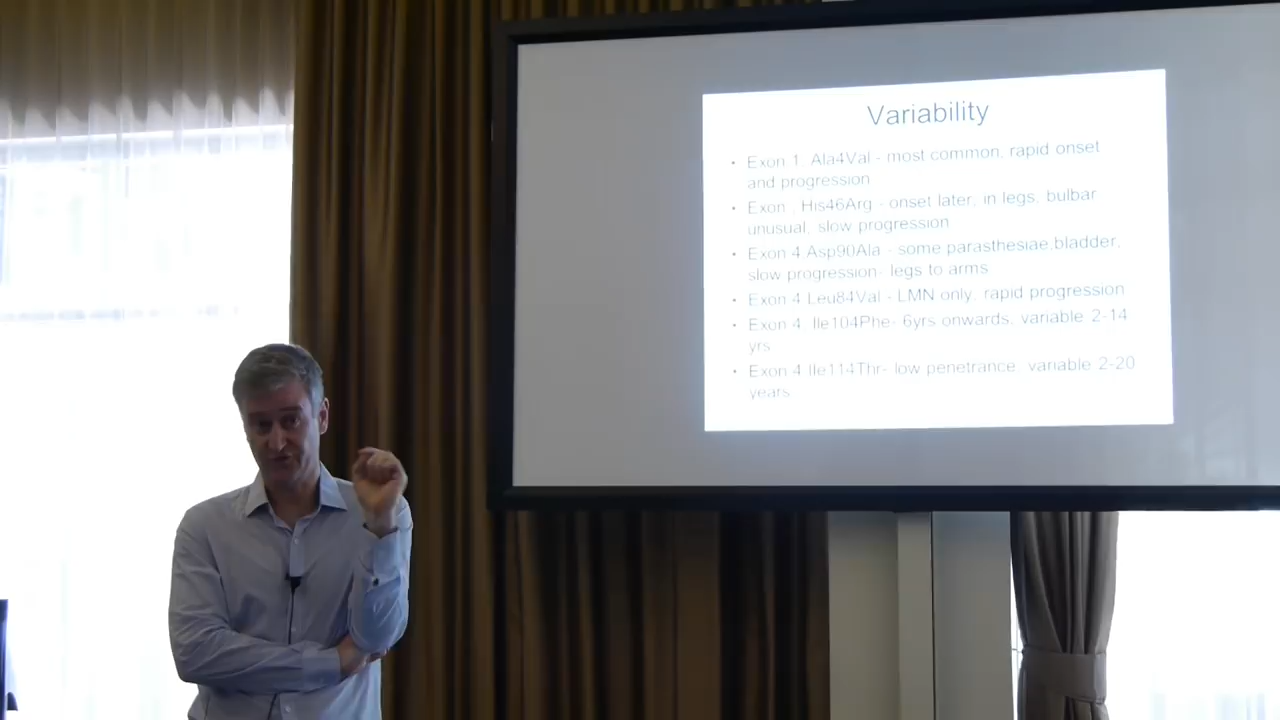 Variability
• Exon 1, Ala4Val - most common, rapid onset
and progression
• Exon , His46Arg - onset later, in legs, bulbar
unusual, slow progression
• Exon 4 Asp90Ala - some parasthesiae,bladder,
slow progression- legs to arms
• Exon 4 Leu84Val - LMN only, rapid progression
• Exon 4, Ile104Phe- 6yrs onwards, variable 2-14
yrs
• Exon 4 Ile114Thr- low penetrance, variable 2-20
years.